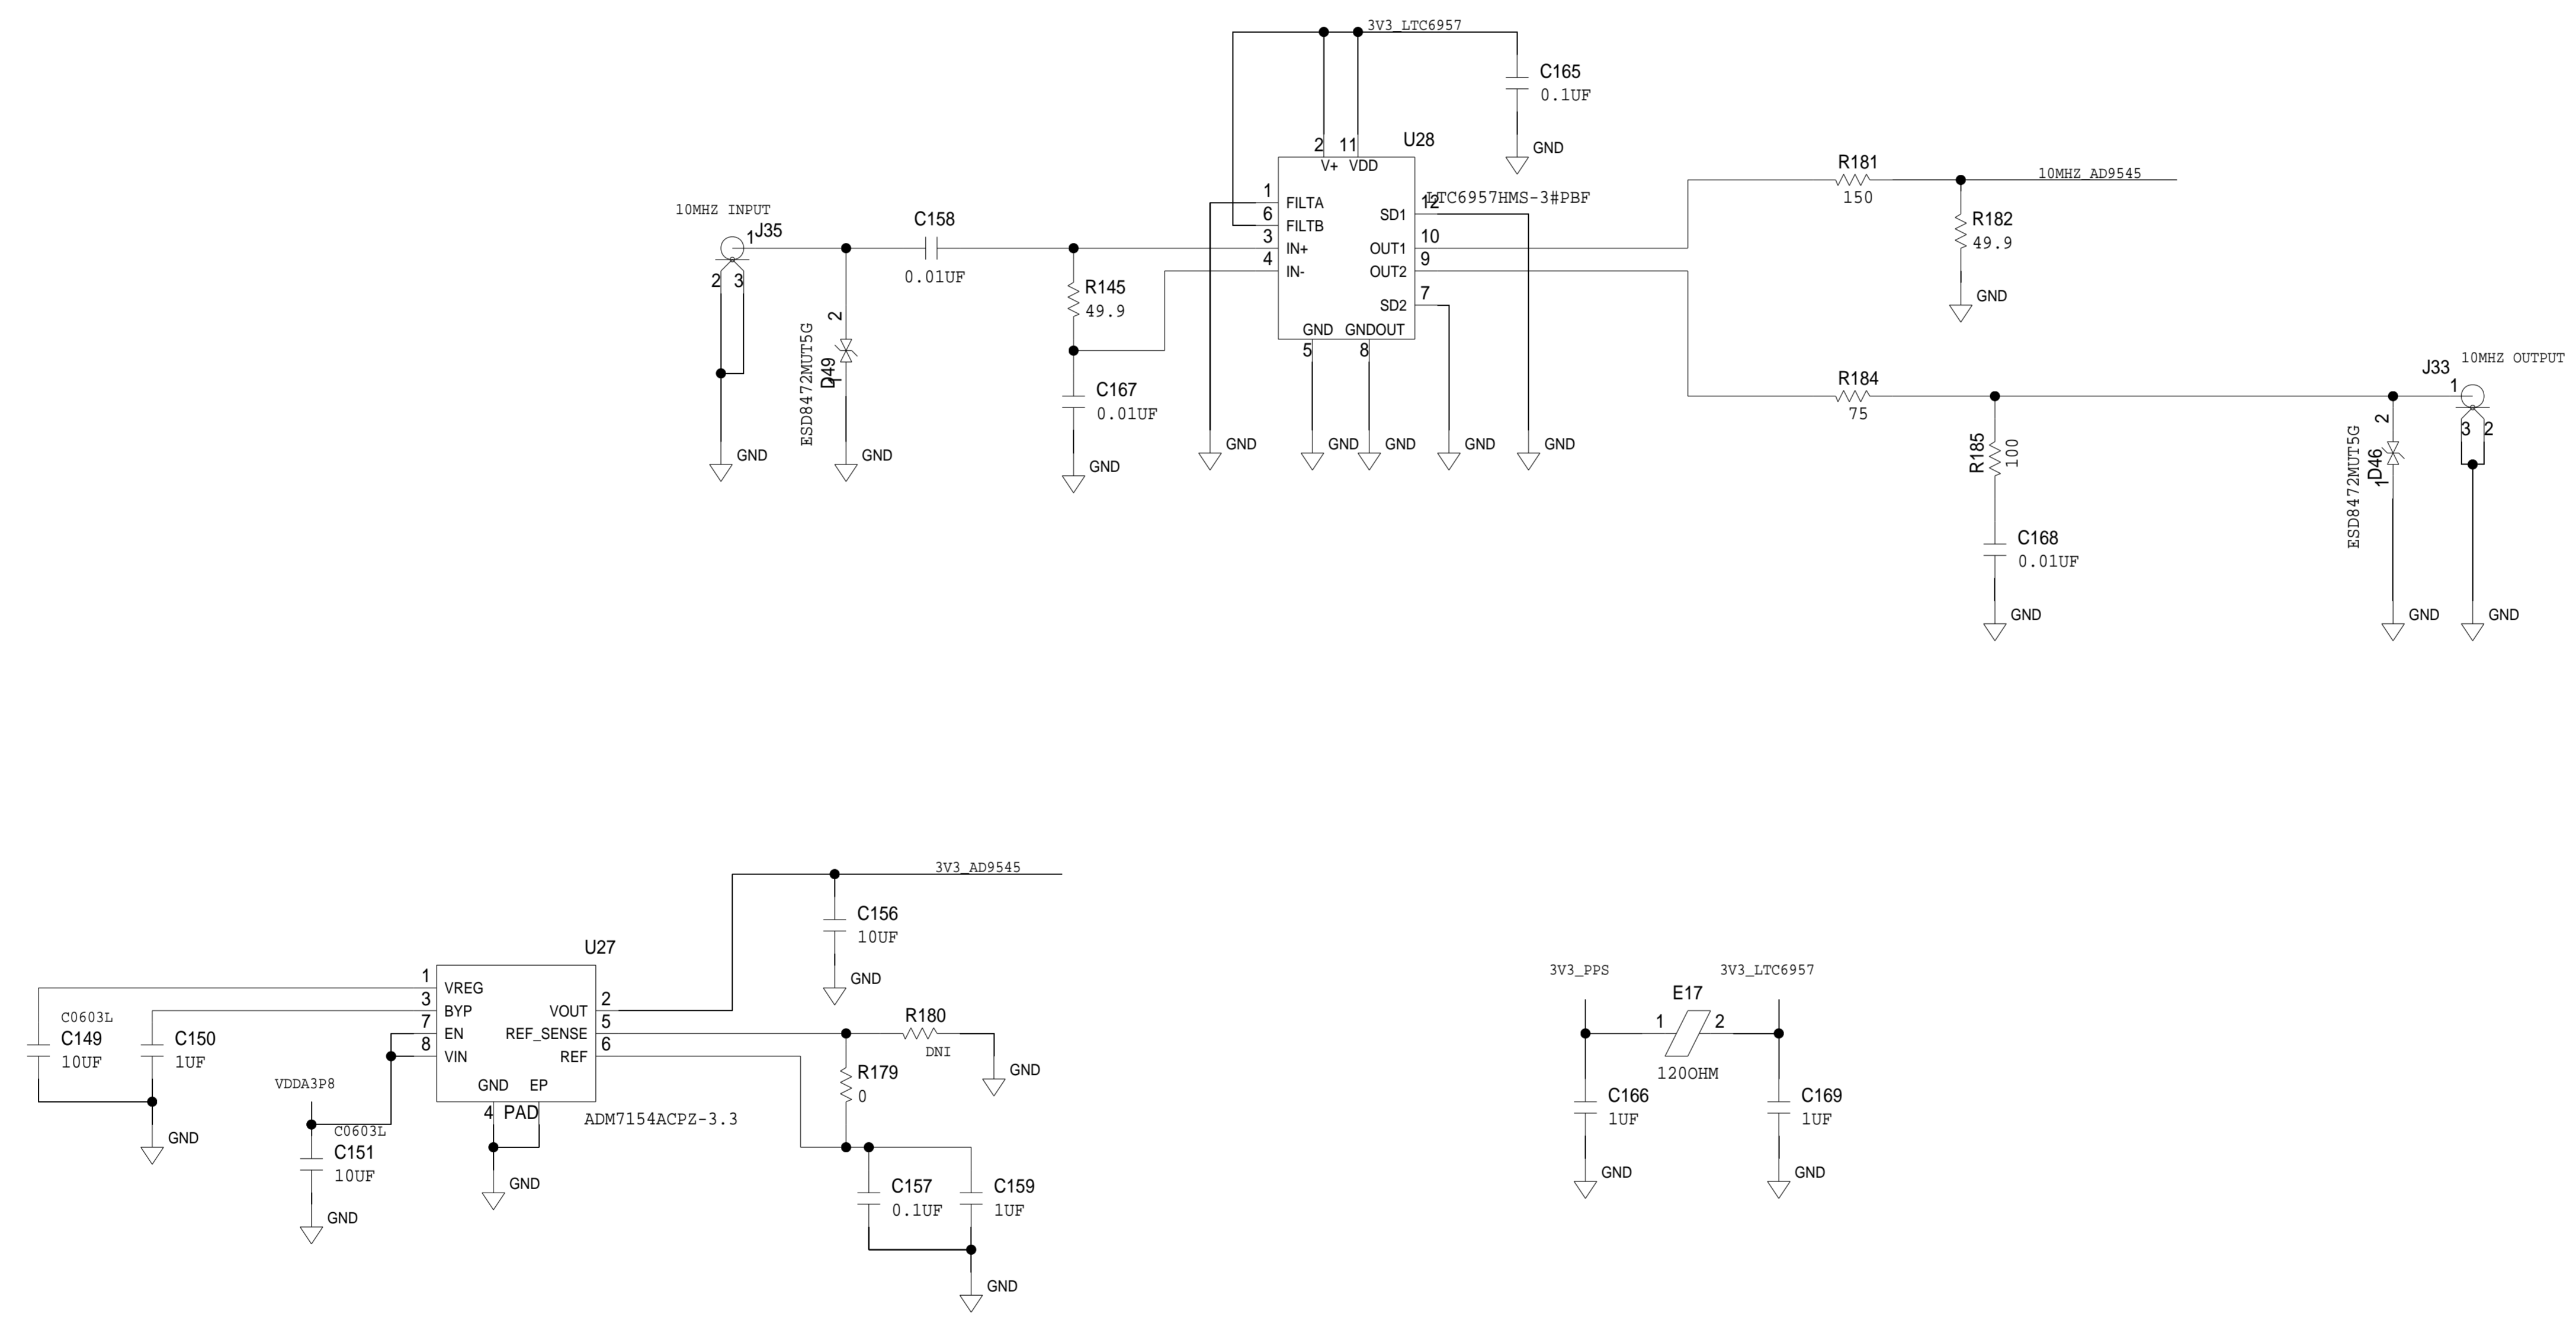 3V3_LTC6957
C165
0.1UF
GND
U28
LTC6957HMS-3#PBF
2 11
V+ VDD
1 FILTA
6 FILTB
3 IN+
4 IN-
SD1 12
OUT1 10
OUT2 9
SD2 7
GND GNDOUT
5 8
10MHZ INPUT
J35
1
2 3
GND
C158
0.01UF
ESD8472MUT5G
D49
2
1
GND
R145
49.9
C167
0.01UF
GND
GND
GND
GND
GND
GND
R181
150
10MHZ_AD9545
R182
49.9
GND
R184
75
R185
100
C168
0.01UF
GND
10MHZ OUTPUT
J33
1
3 2
ESD8472MUT5G
D46
2
1
GND
GND
3V3_AD9545
C156
10UF
GND
U27
ADM7154ACPZ-3.3
1 VREG
3 BYP
7 EN
8 VIN
VOUT 2
REF_SENSE 5
REF 6
GND EP
4 PAD
GND
C0603L
C149
10UF
C150
1UF
GND
VDDA3P8
C0603L
C151
10UF
GND
R180
DNI
GND
R179
0
C157
0.1UF
C159
1UF
GND
3V3_PPS
3V3_LTC6957
E17
1 2
120OHM
C166
1UF
GND
C169
1UF
GND